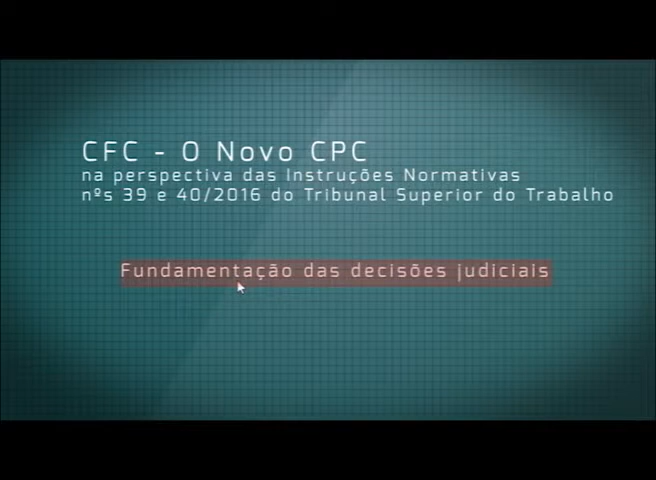 CFC - O Novo CPC
na perspectiva das Instruções Normativas
nºs 39 e 40/2016 do Tribunal Superior do Trabalho
Fundamentação das decisões judiciais